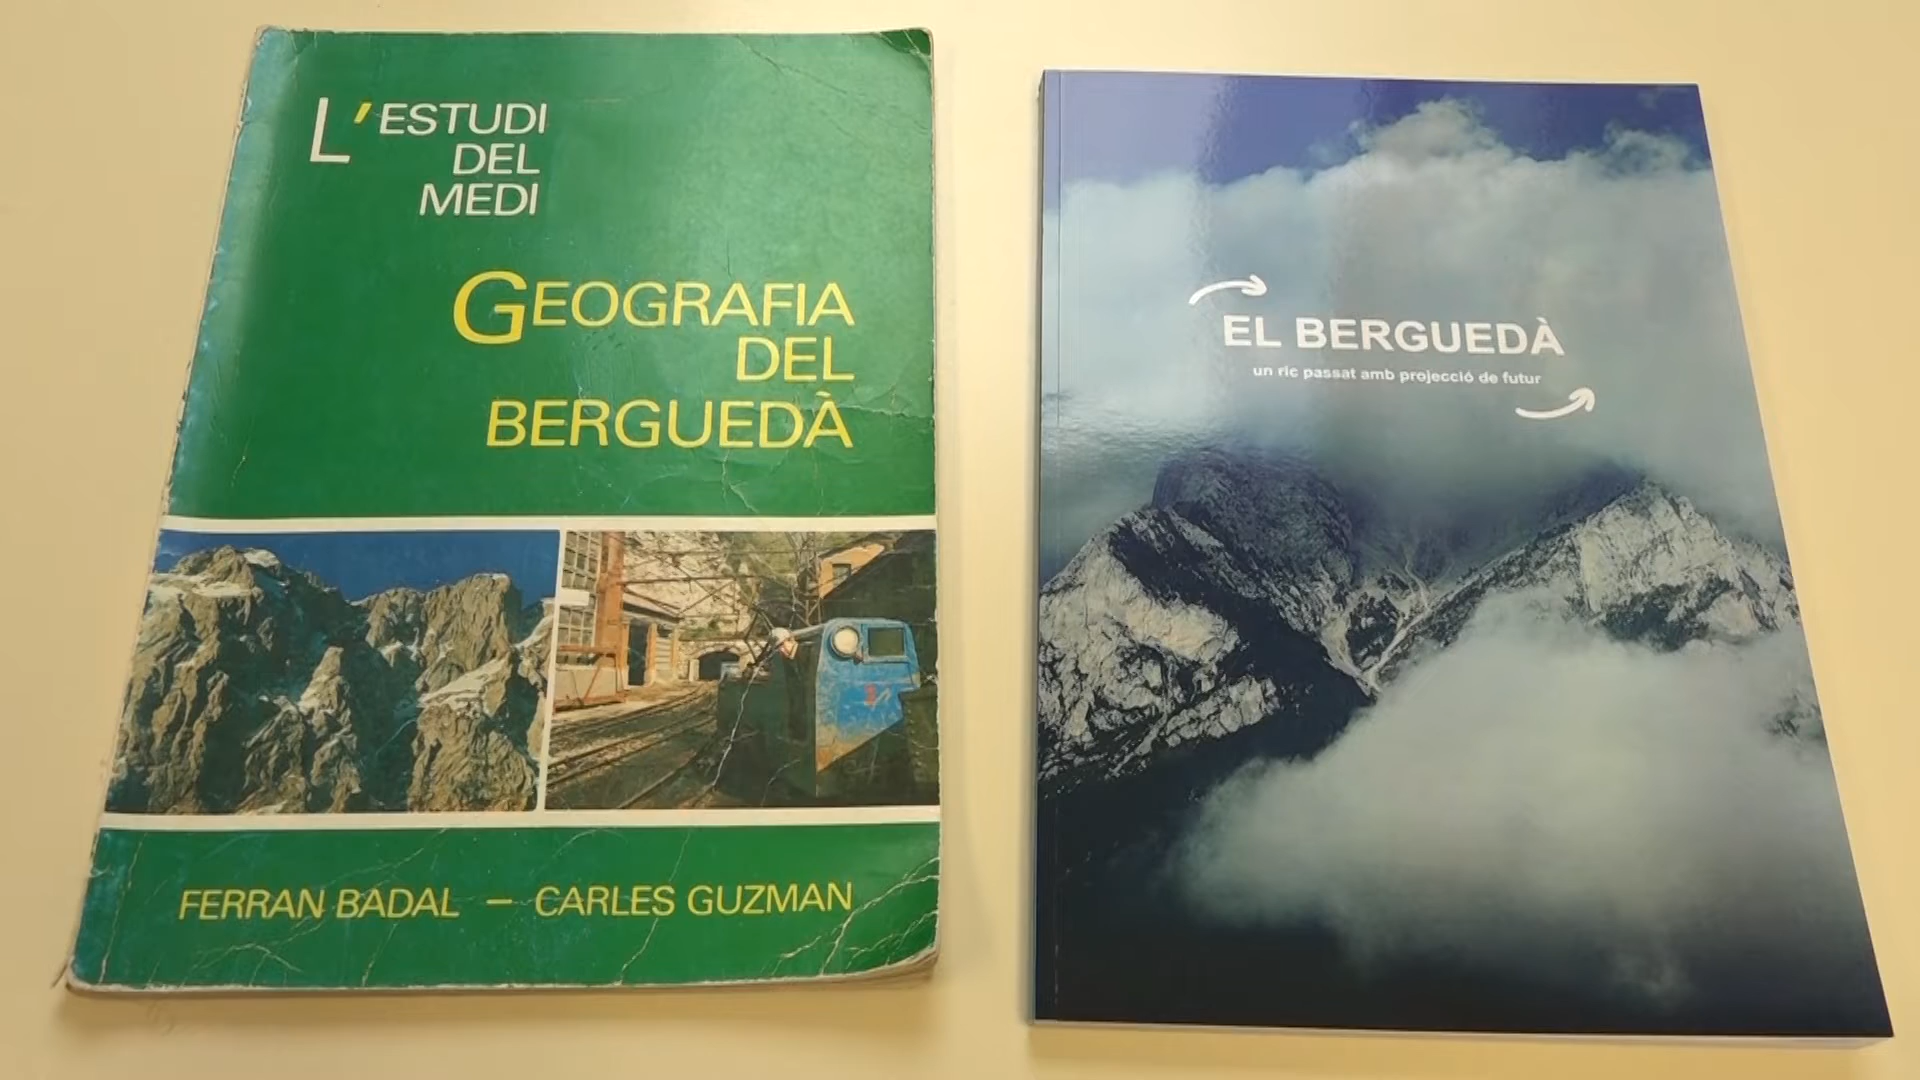 L'ESTUDI
DEL
MEDI
GEOGRAFIA
DEL
BERGUEDÀ
FERRAN BADAL – CARLES GUZMAN
EL BERGUEDÀ
un ric passat amb projecció de futur